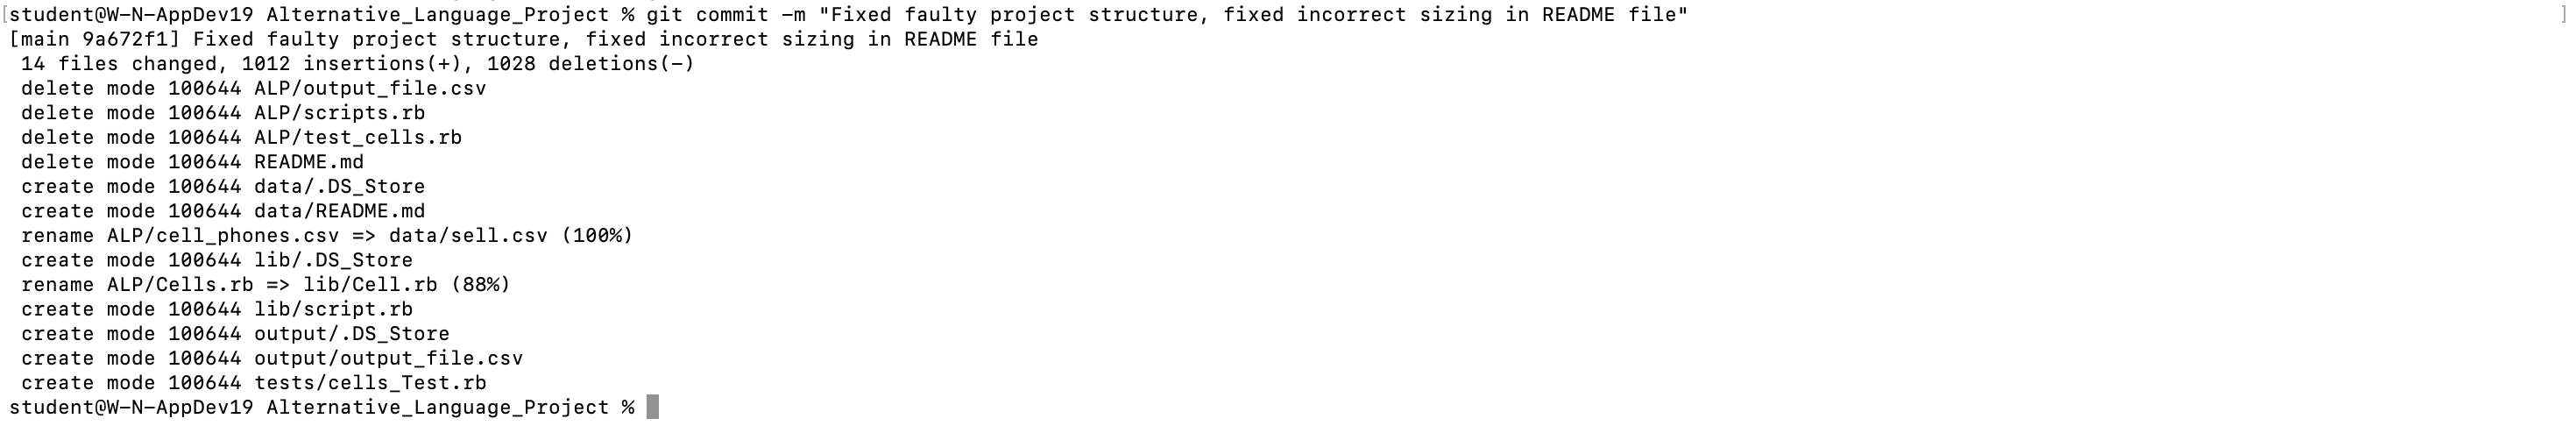 [student@W-N-AppDev19 Alternative_Language_Project % git commit -m "Fixed faulty project structure, fixed incorrect sizing in README file" ]
[main 9a672f1] Fixed faulty project structure, fixed incorrect sizing in README file
 14 files changed, 1012 insertions(+), 1028 deletions(-)
 delete mode 100644 ALP/output_file.csv
 delete mode 100644 ALP/scripts.rb
 delete mode 100644 ALP/test_cells.rb
 delete mode 100644 README.md
 create mode 100644 data/.DS_Store
 create mode 100644 data/README.md
 rename ALP/cell_phones.csv => data/sell.csv (100%)
 create mode 100644 lib/.DS_Store
 rename ALP/Cells.rb => lib/Cell.rb (88%)
 create mode 100644 lib/script.rb
 create mode 100644 output/.DS_Store
 create mode 100644 output/output_file.csv
 create mode 100644 tests/cells_Test.rb
student@W-N-AppDev19 Alternative_Language_Project %